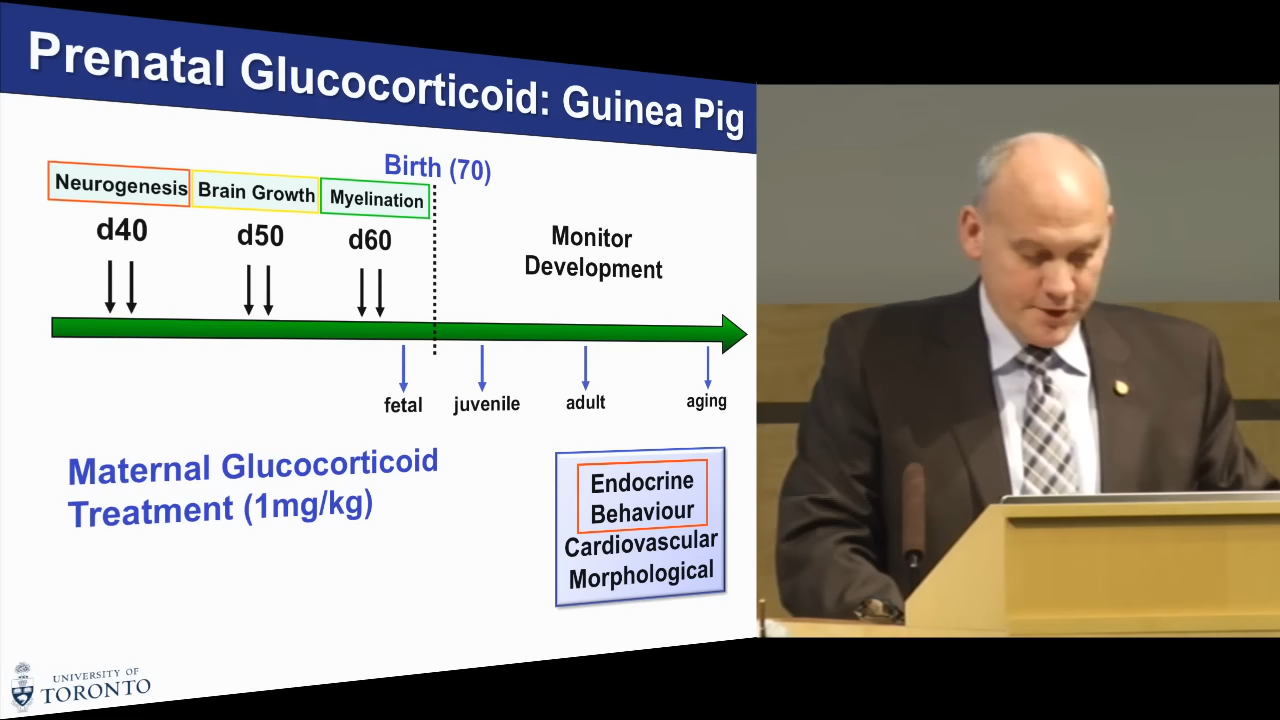 Prenatal Glucocorticoid: Guinea Pig
Birth (70)
Neurogenesis
Brain Growth
Myelination
d40
d50
d60
Monitor
Development
fetal
juvenile
adult
aging
Maternal Glucocorticoid
Treatment (1mg/kg)
Endocrine
Behaviour
Cardiovascular
Morphological
UNIVERSITY OF
TORONTO